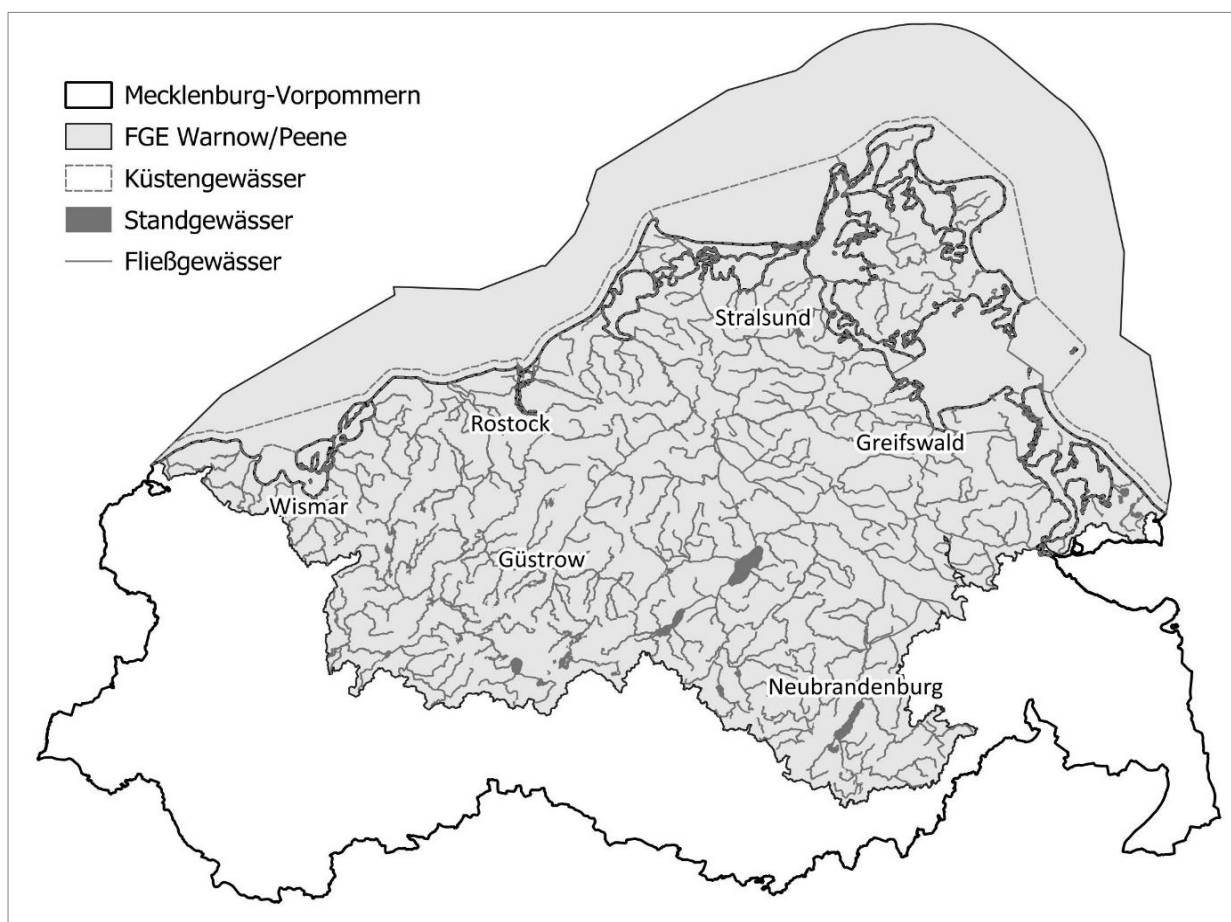 Mecklenburg-Vorpommern
FGE Warnow/Peene
Küstengewässer
Standgewässer
Fließgewässer
Stralsund
Rostock
Greifswald
Wismar
Güstrow
Neubrandenburg